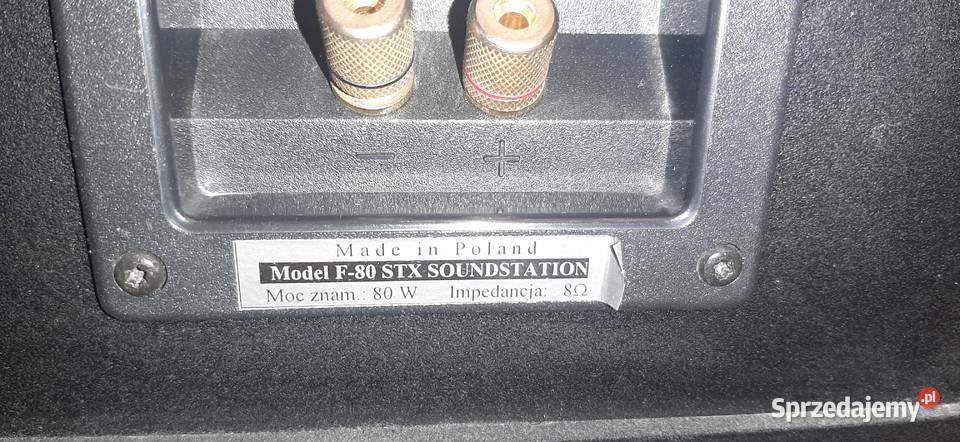 − +
Made in Poland
Model F-80 STX SOUNDSTATION
Moc znam.: 80 W Impedancja: 8Ω
Sprzedajemy.pl